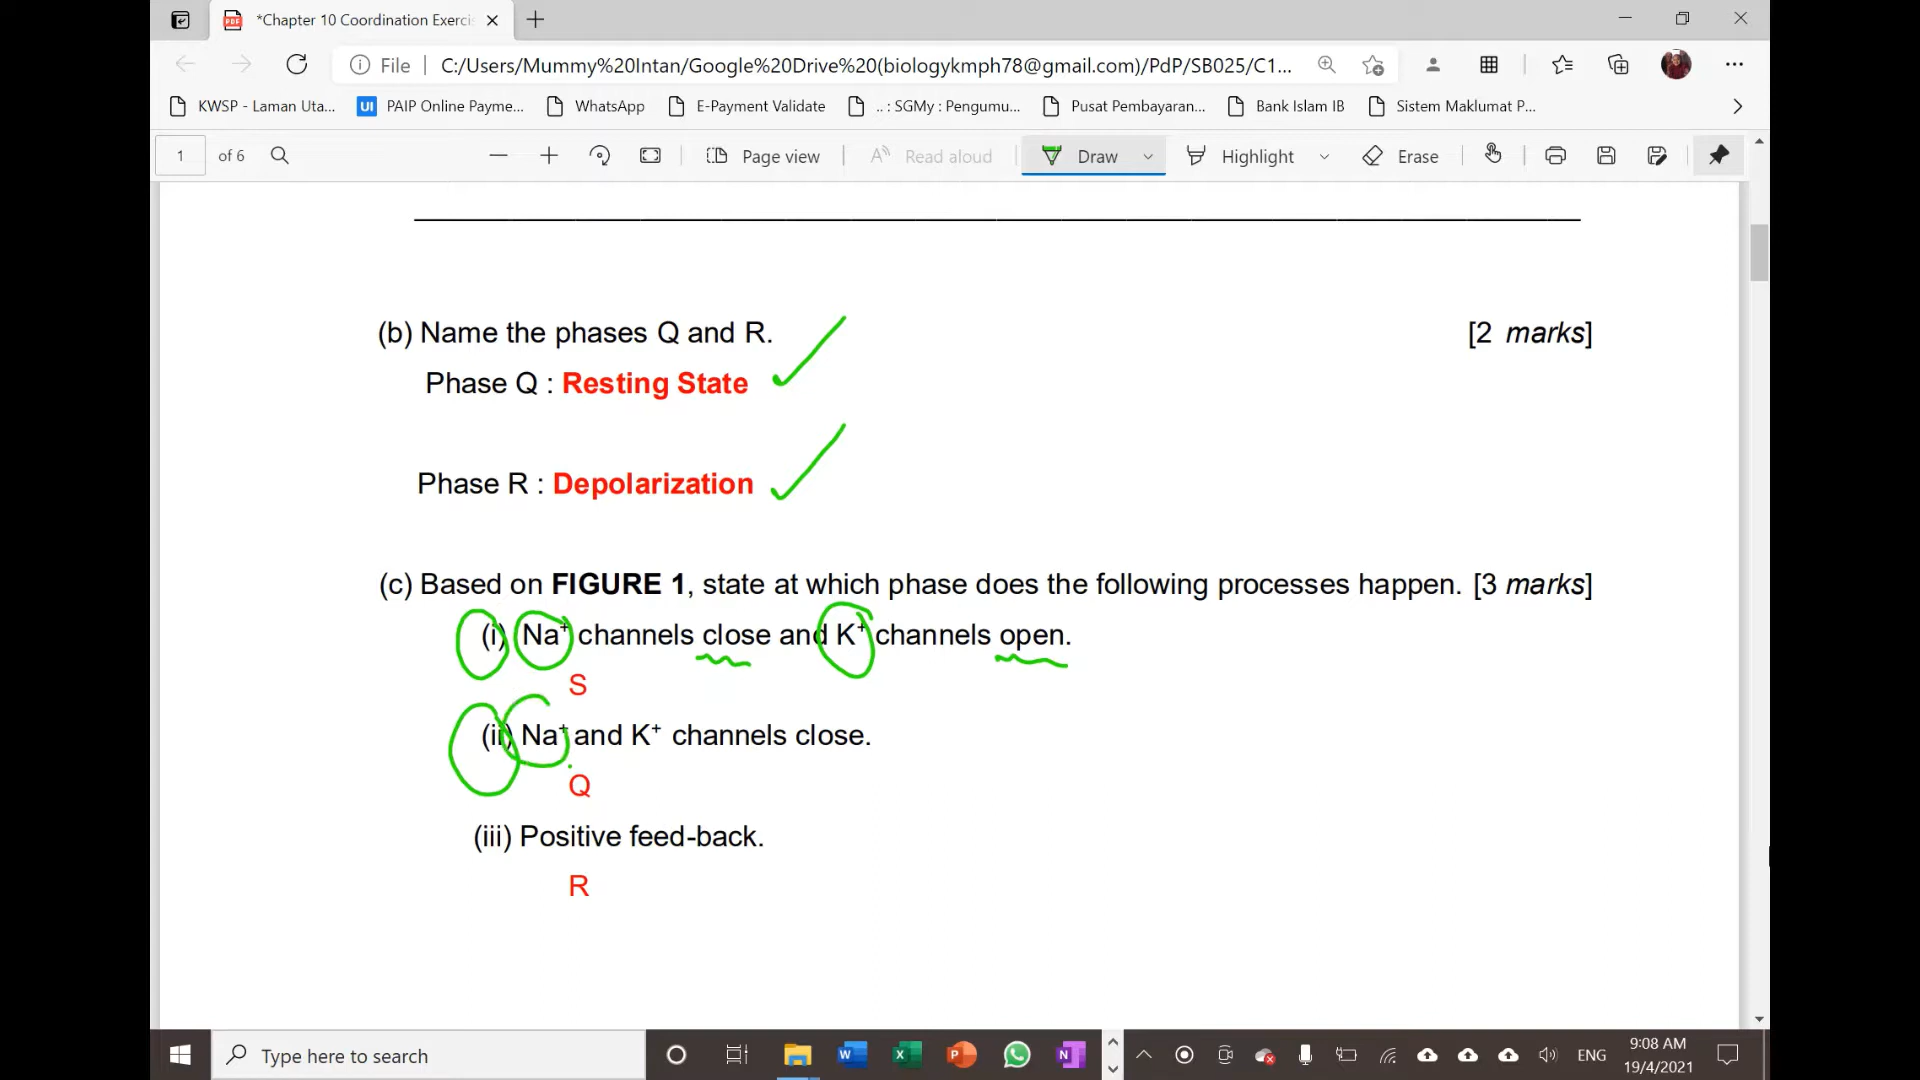 *Chapter 10 Coordination Exerci
File
C:/Users/Mummy%20Intan/Google%20Drive%20(biologykmph78@gmail.com)/PdP/SB025/C1...
KWSP - Laman Uta...
UI PAIP Online Payme...
WhatsApp
E-Payment Validate
.. : SGMy : Pengumu...
Pusat Pembayaran...
Bank Islam IB
Sistem Maklumat P...
1 of 6
Page view
Read aloud
Draw
Highlight
Erase
(b) Name the phases Q and R. [2 marks]
Phase Q : Resting State
Phase R : Depolarization
(c) Based on FIGURE 1, state at which phase does the following processes happen. [3 marks]
(i) Na⁺ channels close and K⁺ channels open.
S
(ii) Na⁺ and K⁺ channels close.
Q
(iii) Positive feed-back.
R
Type here to search
ENG
9:08 AM
19/4/2021